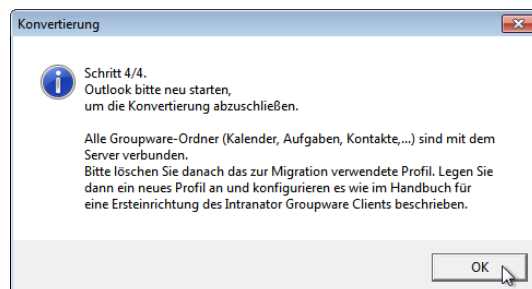 Konvertierung
Schritt 4/4.
Outlook bitte neu starten,
um die Konvertierung abzuschließen.
Alle Groupware-Ordner (Kalender, Aufgaben, Kontakte,...) sind mit dem
Server verbunden.
Bitte löschen Sie danach das zur Migration verwendete Profil. Legen Sie
dann ein neues Profil an und konfigurieren es wie im Handbuch für
eine Ersteinrichtung des Intranator Groupware Clients beschrieben.
OK